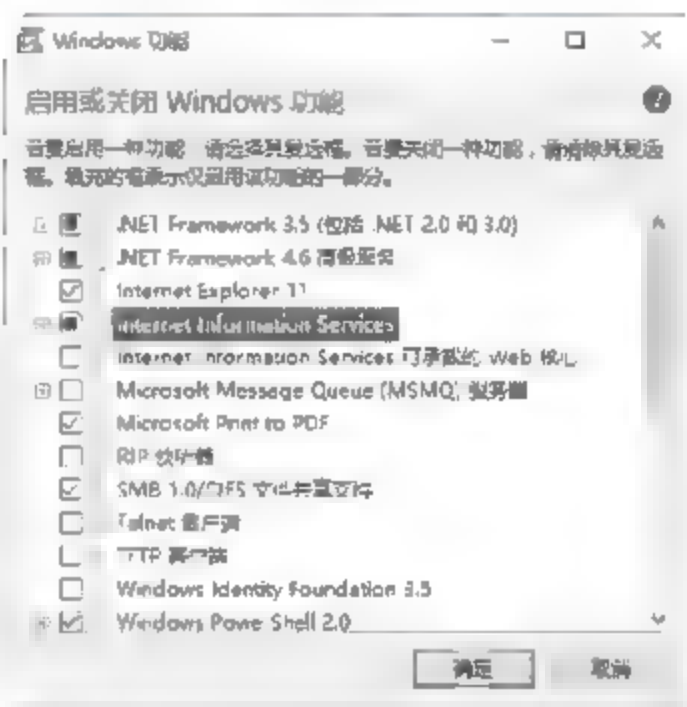 Windows 功能
启用或关闭 Windows 功能
若要启用一种功能，请选择其复选框。若要关闭一种功能，请清除其复选
框。填充的框表示仅启用该功能的一部分。
.NET Framework 3.5 (包括 .NET 2.0 和 3.0)
.NET Framework 4.6 高级服务
Internet Explorer 11
Internet Information Services
Internet Information Services 可承载的 Web 核心
Microsoft Message Queue (MSMQ) 服务器
Microsoft Print to PDF
RIP 侦听器
SMB 1.0/CIFS 文件共享支持
Telnet 客户端
TFTP 客户端
Windows Identity Foundation 3.5
Windows PowerShell 2.0
确定
取消